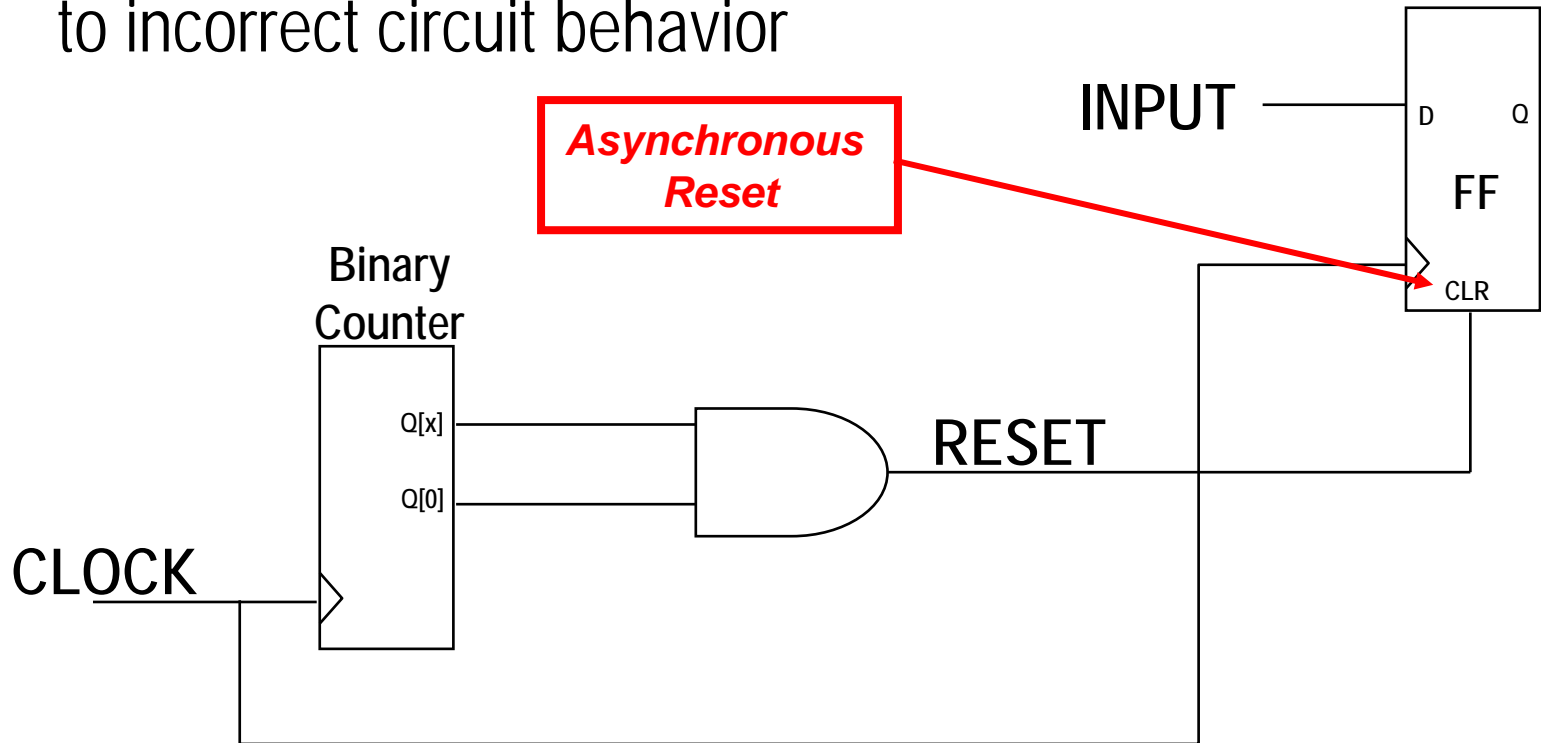 to incorrect circuit behavior
Asynchronous
Reset
INPUT
D
Q
FF
CLR
Binary
Counter
Q[x]
Q[0]
RESET
CLOCK